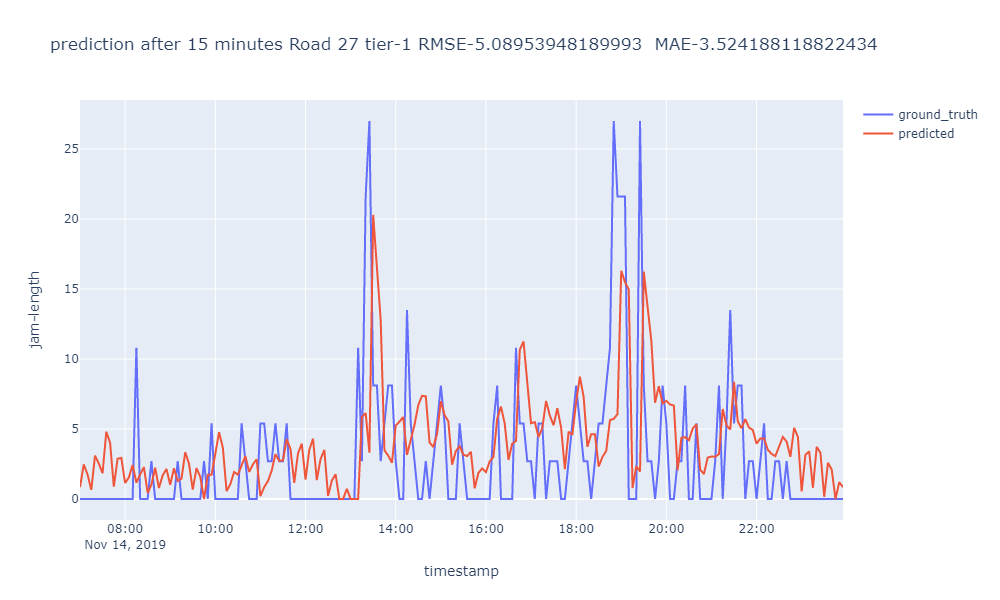 prediction after 15 minutes Road 27 tier-1 RMSE-5.08953948189993  MAE-3.524188118822434
ground_truth
predicted
25
20
15
10
5
0
jam-length
08:00 10:00 12:00 14:00 16:00 18:00 20:00 22:00
Nov 14, 2019
timestamp